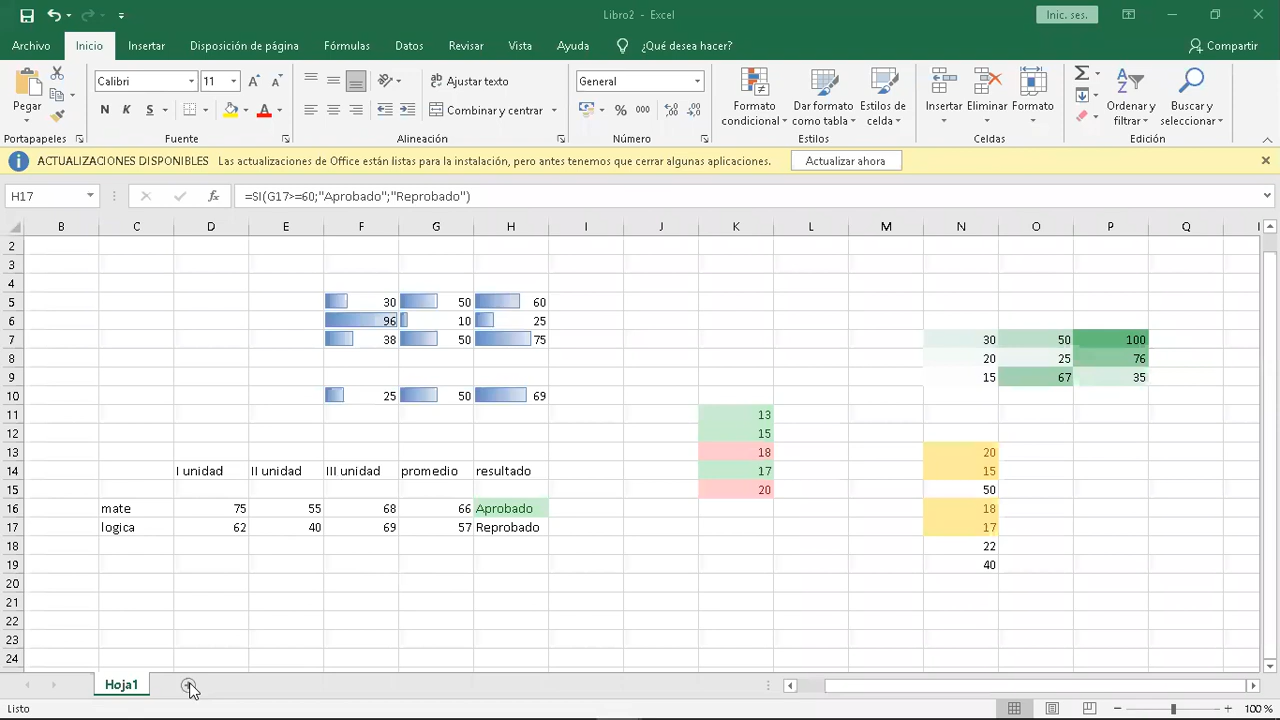 Libro2 - Excel
Inic. ses.
Archivo Inicio Insertar Disposición de página Fórmulas Datos Revisar Vista Ayuda ¿Qué desea hacer? Compartir
Pegar
Calibri 11
N K S
Ajustar texto
Combinar y centrar
General
% 000
Formato condicional
Dar formato como tabla
Estilos de celda
Insertar Eliminar Formato
Ordenar y filtrar
Buscar y seleccionar
Portapapeles Fuente Alineación Número Estilos Celdas Edición
ACTUALIZACIONES DISPONIBLES Las actualizaciones de Office están listas para la instalación, pero antes tenemos que cerrar algunas aplicaciones. Actualizar ahora
H17 fx =SI(G17>=60;"Aprobado";"Reprobado")
B C D E F G H I J K L M N O P Q
2
3
4
5 30 50 60
6 96 10 25
7 38 50 75 30 50 100
8 20 25 76
9 15 67 35
10 25 50 69
11 13
12 15
13 18 20
14 I unidad II unidad III unidad promedio resultado 17 15
15 20 50
16 mate 75 55 68 66 Aprobado 18
17 logica 62 40 69 57 Reprobado 17
18 22
19 40
20
21
22
23
24
Hoja1
Listo 100 %